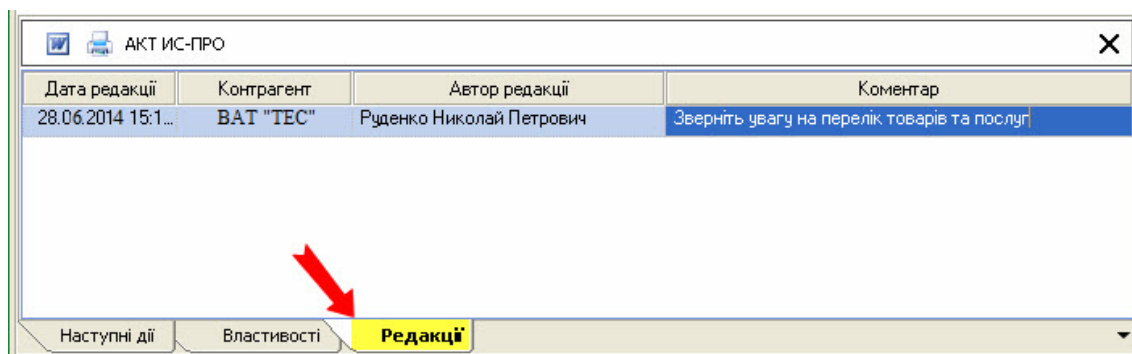 АКТ ИС-ПРО
Дата редакції Контрагент Автор редакції Коментар
28.06.2014 15:1... ВАТ "ТЕС" Руденко Николай Петрович Зверніть увагу на перелік товарів та послуг
Наступні дії Властивості Редакції